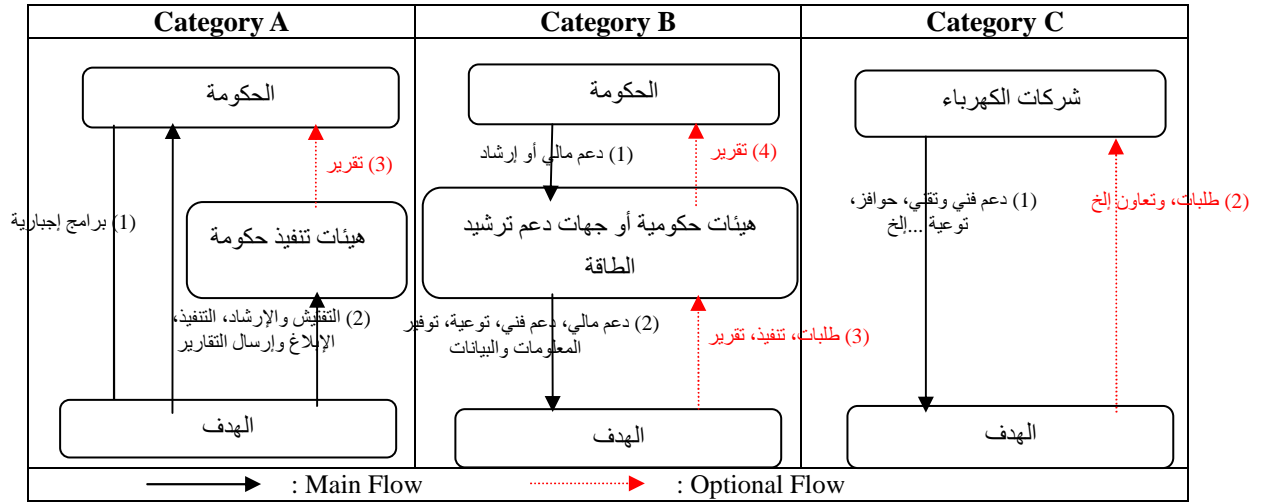 Category A
Category B
Category C
الحكومة
(3) تقرير
(1) برامج إجبارية
هيئات تنفيذ حكومة
(2) التفتيش والإرشاد، التنفيذ،
الإبلاغ وإرسال التقارير
الهدف
الحكومة
(1) دعم مالي أو إرشاد
(4) تقرير
هيئات حكومية أو جهات دعم ترشيد
الطاقة
(2) دعم مالي، دعم فني، توعية، توفير
المعلومات والبيانات
(3) طلبات، تنفيذ، تقرير
الهدف
شركات الكهرباء
(1) دعم فني وتقني، حوافز،
توعية ...إلخ
(2) طلبات، وتعاون إلخ
الهدف
: Main Flow
: Optional Flow